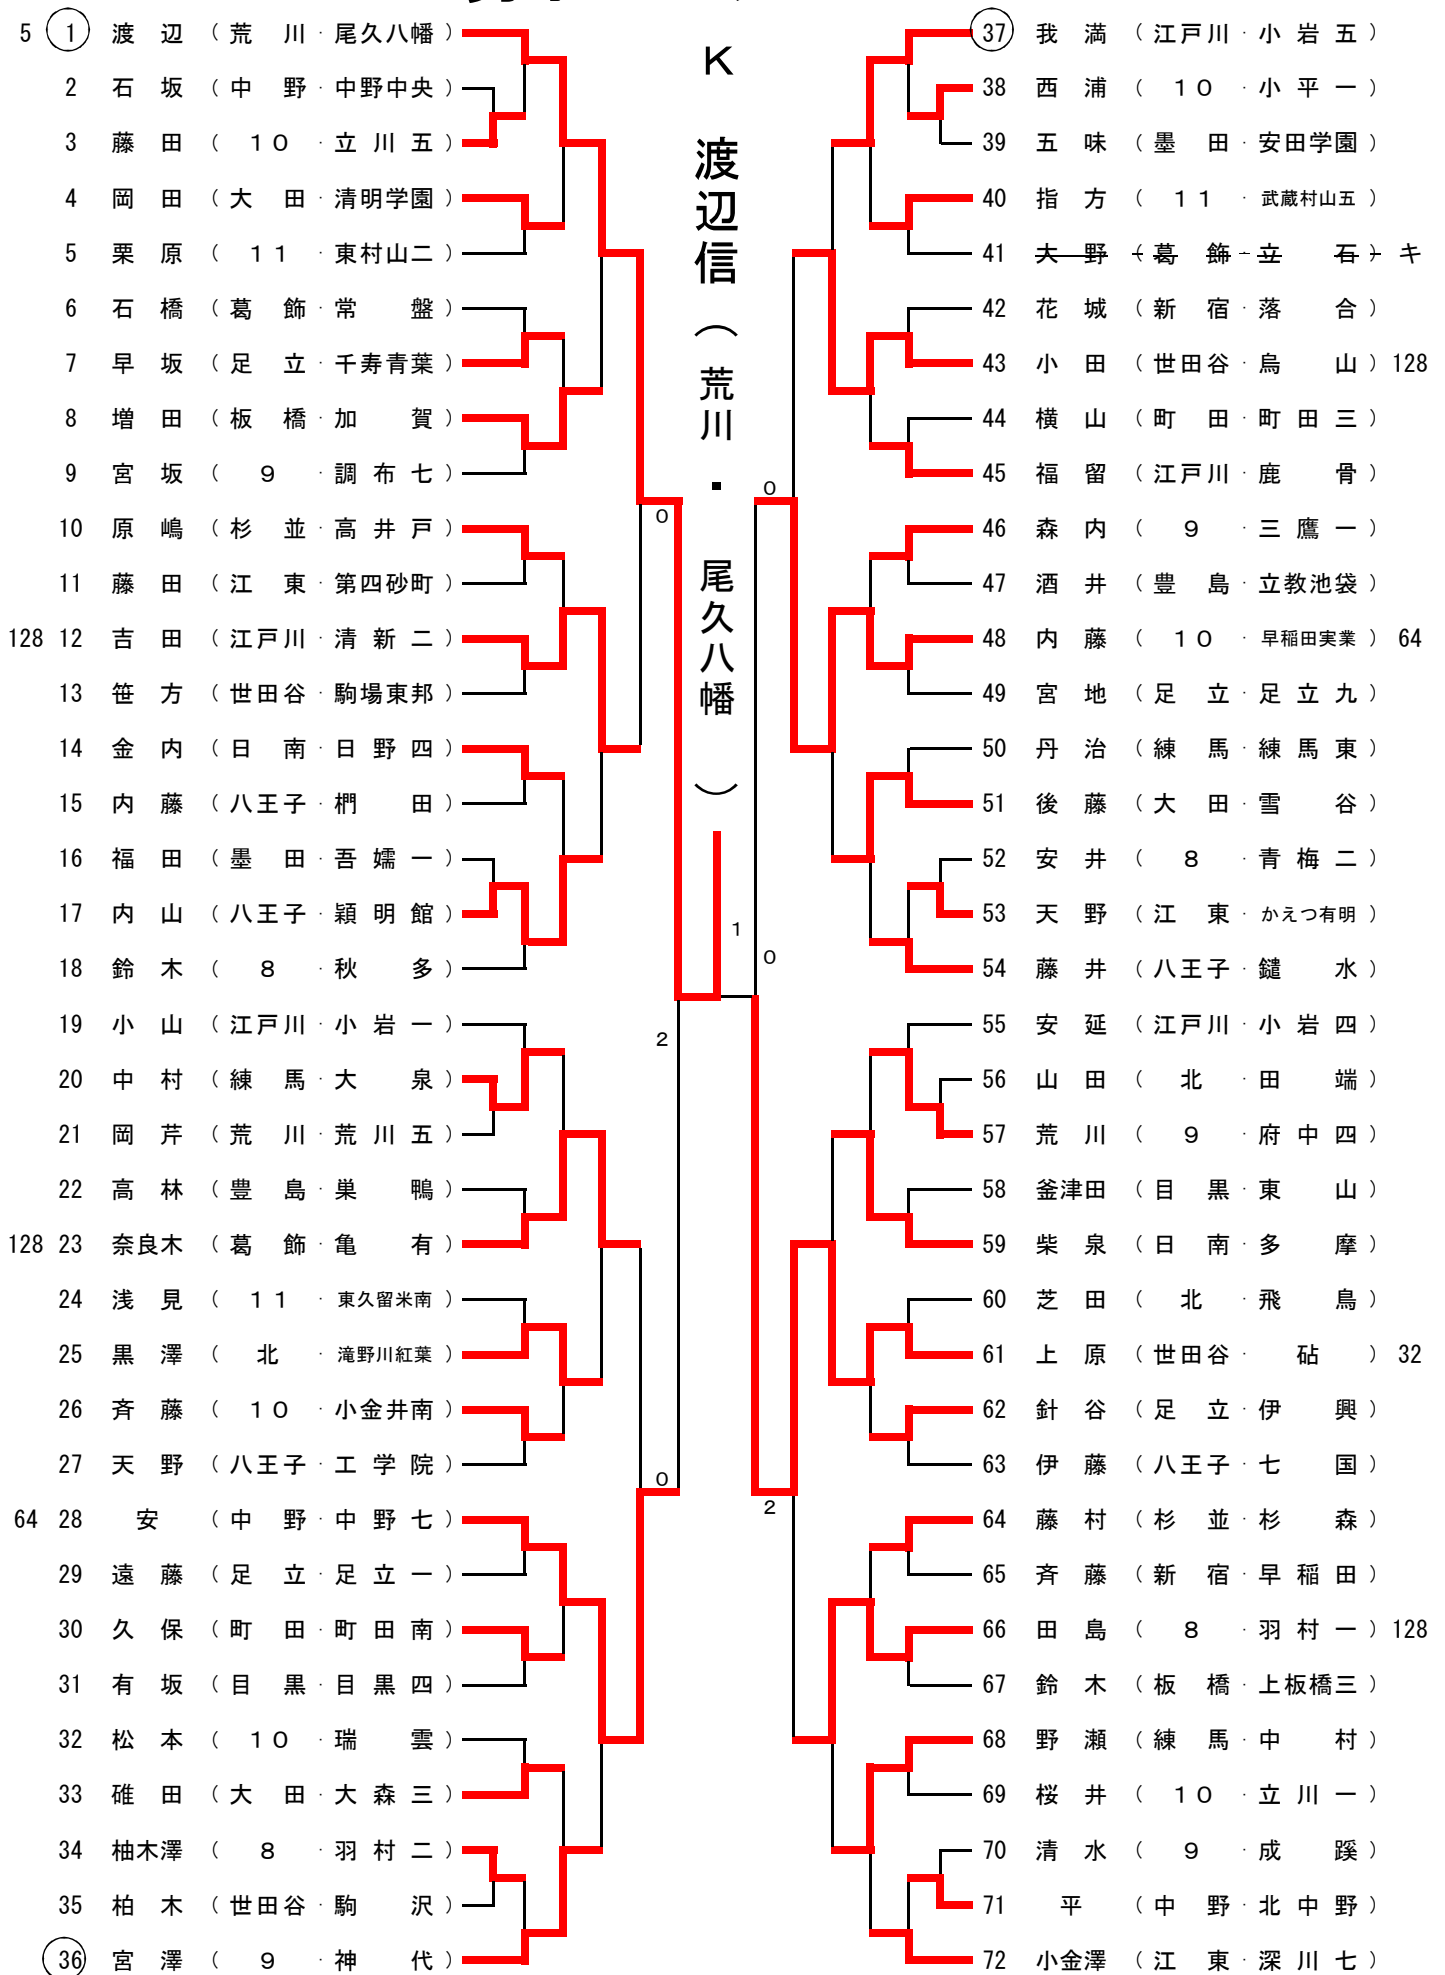 K 渡辺信（荒川・尾久八幡）
5 1 渡辺（荒川・尾久八幡）
2 石坂（中野・中野中央）
3 藤田（10・立川五）
4 岡田（大田・清明学園）
5 栗原（11・東村山二）
6 石橋（葛飾・常盤）
7 早坂（足立・千寿青葉）
8 増田（板橋・加賀）
9 宮坂（9・調布七）
10 原嶋（杉並・高井戸）
11 藤田（江東・第四砂町）
128 12 吉田（江戸川・清新二）
13 笹方（世田谷・駒場東邦）
14 金内（日南・日野四）
15 内藤（八王子・椚田）
16 福田（墨田・吾嬬一）
17 内山（八王子・穎明館）
18 鈴木（8・秋多）
19 小山（江戸川・小岩一）
20 中村（練馬・大泉）
21 岡芹（荒川・荒川五）
22 高林（豊島・巣鴨）
128 23 奈良木（葛飾・亀有）
24 浅見（11・東久留米南）
25 黒澤（北・滝野川紅葉）
26 斉藤（10・小金井南）
27 天野（八王子・工学院）
64 28 安（中野・中野七）
29 遠藤（足立・足立一）
30 久保（町田・町田南）
31 有坂（目黒・目黒四）
32 松本（10・瑞雲）
33 碓田（大田・大森三）
34 柚木澤（8・羽村二）
35 柏木（世田谷・駒沢）
36 宮澤（9・神代）
0
2
0
1
0
0
2
37 我満（江戸川・小岩五）
38 西浦（10・小平一）
39 五味（墨田・安田学園）
40 指方（11・武蔵村山五）
41 大野（葛飾・立石）キ
42 花城（新宿・落合）
43 小田（世田谷・烏山）128
44 横山（町田・町田三）
45 福留（江戸川・鹿骨）
46 森内（9・三鷹一）
47 酒井（豊島・立教池袋）
48 内藤（10・早稲田実業）64
49 宮地（足立・足立九）
50 丹治（練馬・練馬東）
51 後藤（大田・雪谷）
52 安井（8・青梅二）
53 天野（江東・かえつ有明）
54 藤井（八王子・鑓水）
55 安延（江戸川・小岩四）
56 山田（北・田端）
57 荒川（9・府中四）
58 釜津田（目黒・東山）
59 柴泉（日南・多摩）
60 芝田（北・飛鳥）
61 上原（世田谷・砧）32
62 針谷（足立・伊興）
63 伊藤（八王子・七国）
64 藤村（杉並・杉森）
65 斉藤（新宿・早稲田）
66 田島（8・羽村一）128
67 鈴木（板橋・上板橋三）
68 野瀬（練馬・中村）
69 桜井（10・立川一）
70 清水（9・成蹊）
71 平（中野・北中野）
72 小金澤（江東・深川七）